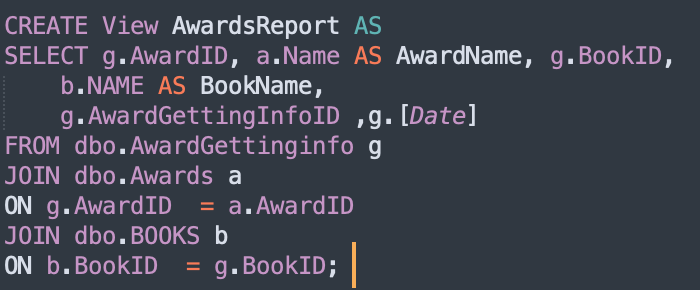 CREATE View AwardsReport AS
SELECT g.AwardID, a.Name AS AwardName, g.BookID,
b.NAME AS BookName,
g.AwardGettingInfoID ,g.[Date]
FROM dbo.AwardGettinginfo g
JOIN dbo.Awards a
ON g.AwardID  = a.AwardID
JOIN dbo.BOOKS b
ON b.BookID  = g.BookID;